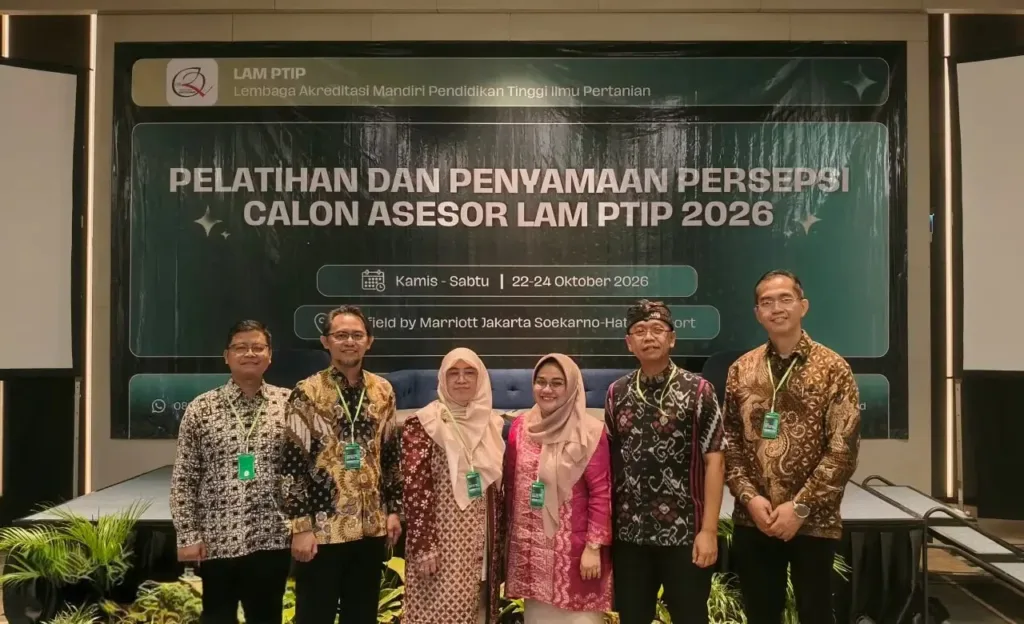 LAM PTIP
Lembaga Akreditasi Mandiri Pendidikan Tinggi Ilmu Pertanian
PELATIHAN DAN PENYAMAAN PERSEPSI
CALON ASESOR LAM PTIP 2026
Kamis - Sabtu | 22-24 Oktober 2026
by Marriott Jakarta Soekarno-Hat